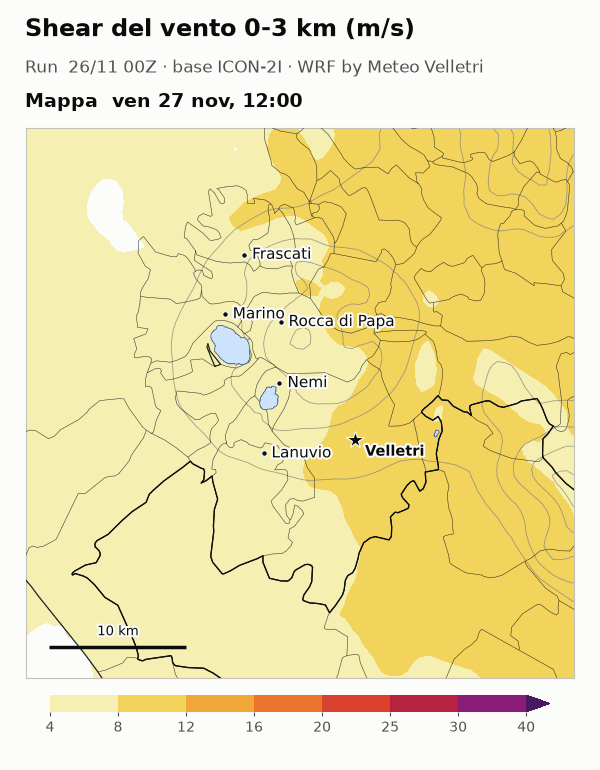 Shear del vento 0-3 km (m/s)
Run  26/11 00Z · base ICON-2I · WRF by Meteo Velletri
Mappa  ven 27 nov, 12:00
Frascati
Marino
Rocca di Papa
Nemi
Velletri
Lanuvio
10 km
4 8 12 16 20 25 30 40